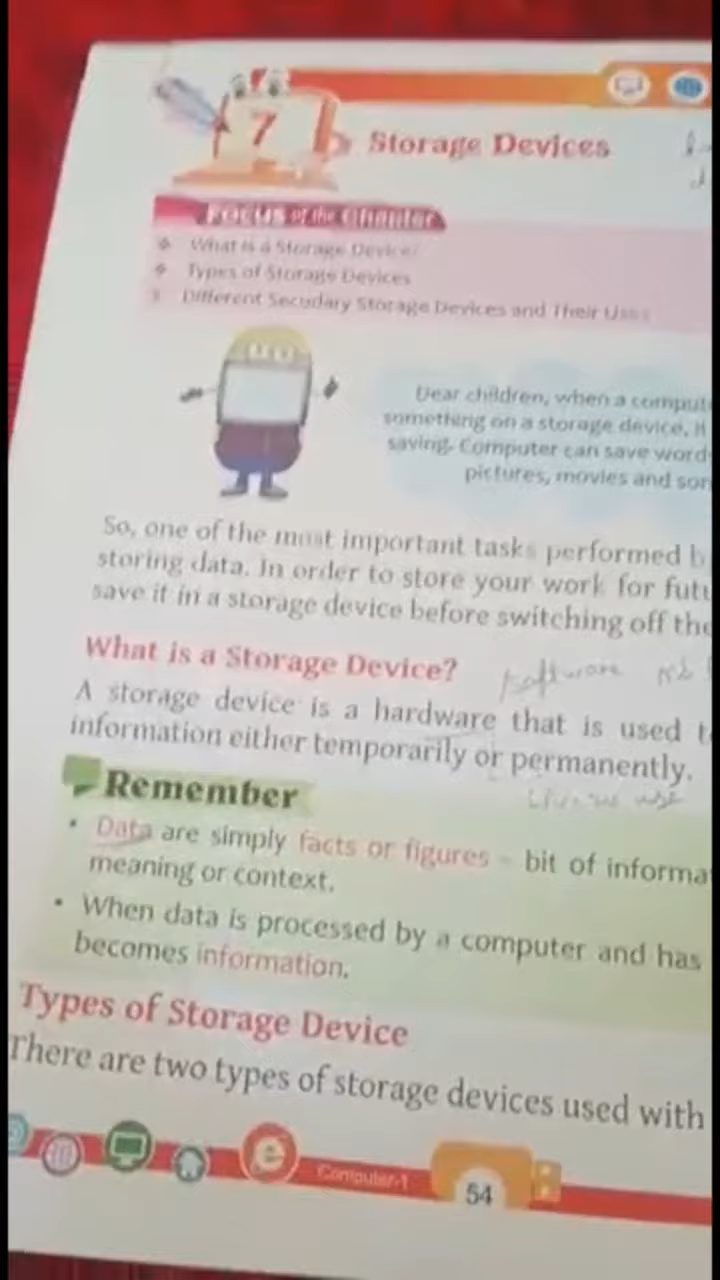 7
Storage Devices
FOCUS of the Chapter
What is a Storage Device?
Types of Storage Devices
Different Secudary Storage Devices and Their Uses
Dear children, when a comput
something on a storage device, it
saving. Computer can save word
pictures, movies and son
So, one of the most important tasks performed b
storing data. In order to store your work for futu
save it in a storage device before switching off the
What is a Storage Device?
A storage device is a hardware that is used t
information either temporarily or permanently.
Remember
• Data are simply facts or figures - bit of informa
meaning or context.
• When data is processed by a computer and has
becomes information.
Types of Storage Device
There are two types of storage devices used with
Computer-1
54